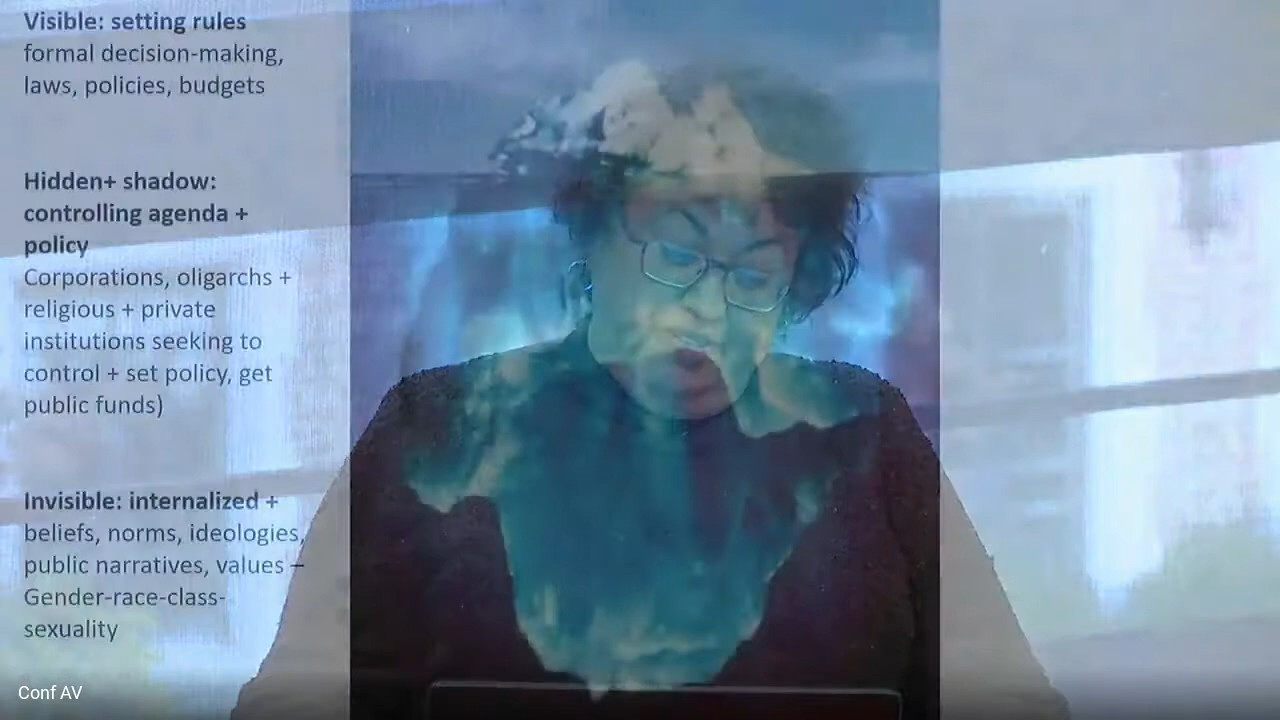 Visible: setting rules
formal decision-making,
laws, policies, budgets
Hidden+ shadow:
controlling agenda +
policy
Corporations, oligarchs +
religious + private
institutions seeking to
control + set policy, get
public funds)
Invisible: internalized +
beliefs, norms, ideologies,
public narratives, values –
Gender-race-class-
sexuality
Conf AV